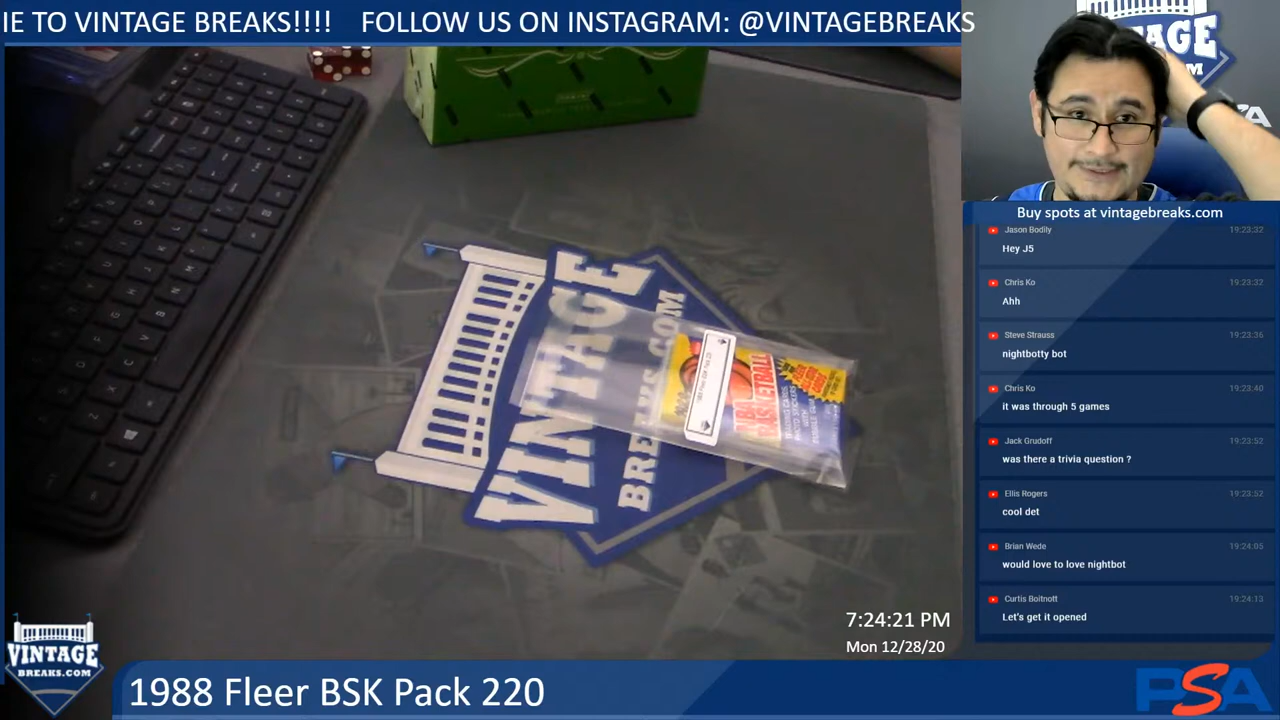 IE TO VINTAGE BREAKS!!!! FOLLOW US ON INSTAGRAM: @VINTAGEBREAKS
Buy spots at vintagebreaks.com
Jason Bodily 19:23:32
Hey J5
Chris Ko 19:23:32
Ahh
Steve Strauss 19:23:36
nightbotty bot
Chris Ko 19:23:40
it was through 5 games
Jack Grudoff 19:23:52
was there a trivia question ?
Ellis Rogers 19:23:52
cool det
Brian Wede 19:24:05
would love to love nightbot
Curtis Boitnott 19:24:13
Let's get it opened
VINTAGE
BREAKS.COM
NBA
BASKETBALL
7:24:21 PM
Mon 12/28/20
VINTAGE
BREAKS.COM
1988 Fleer BSK Pack 220
PSA